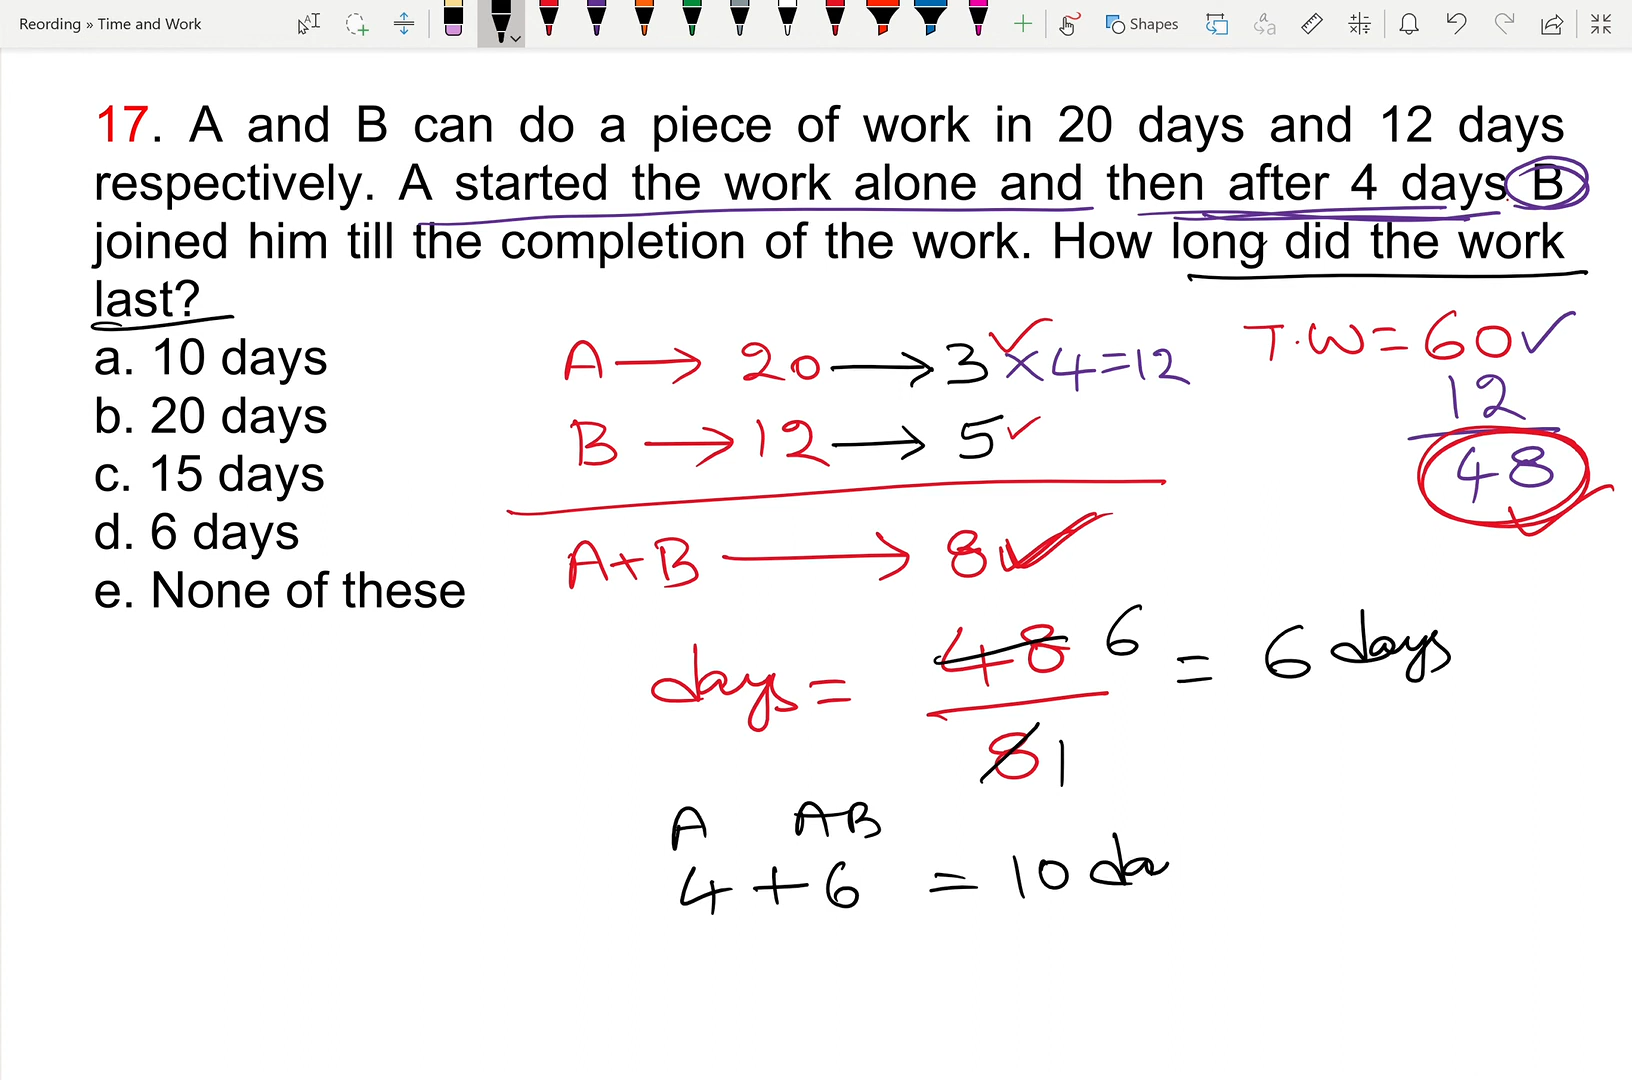 Reording » Time and Work
Shapes
17. A and B can do a piece of work in 20 days and 12 days
respectively. A started the work alone and then after 4 days B
joined him till the completion of the work. How long did the work
last?
a. 10 days
b. 20 days
c. 15 days
d. 6 days
e. None of these
A → 20 → 3 ✓ × 4 = 12
B → 12 → 5 ✓
A+B → 8 ✓
T.W = 60 ✓
12
48
days = 48 6 = 6 days
8 1
A AB
4 + 6 = 10 da